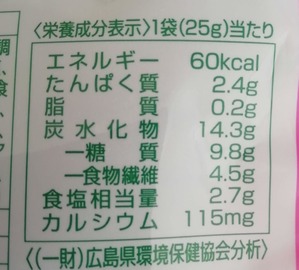 〈栄養成分表示〉1袋(25g)当たり
エネルギー 60kcal
たんぱく質 2.4g
脂質 0.2g
炭水化物 14.3g
－糖質 9.8g
－食物繊維 4.5g
食塩相当量 2.7g
カルシウム 115mg
〈(一財)広島県環境保健協会分析〉